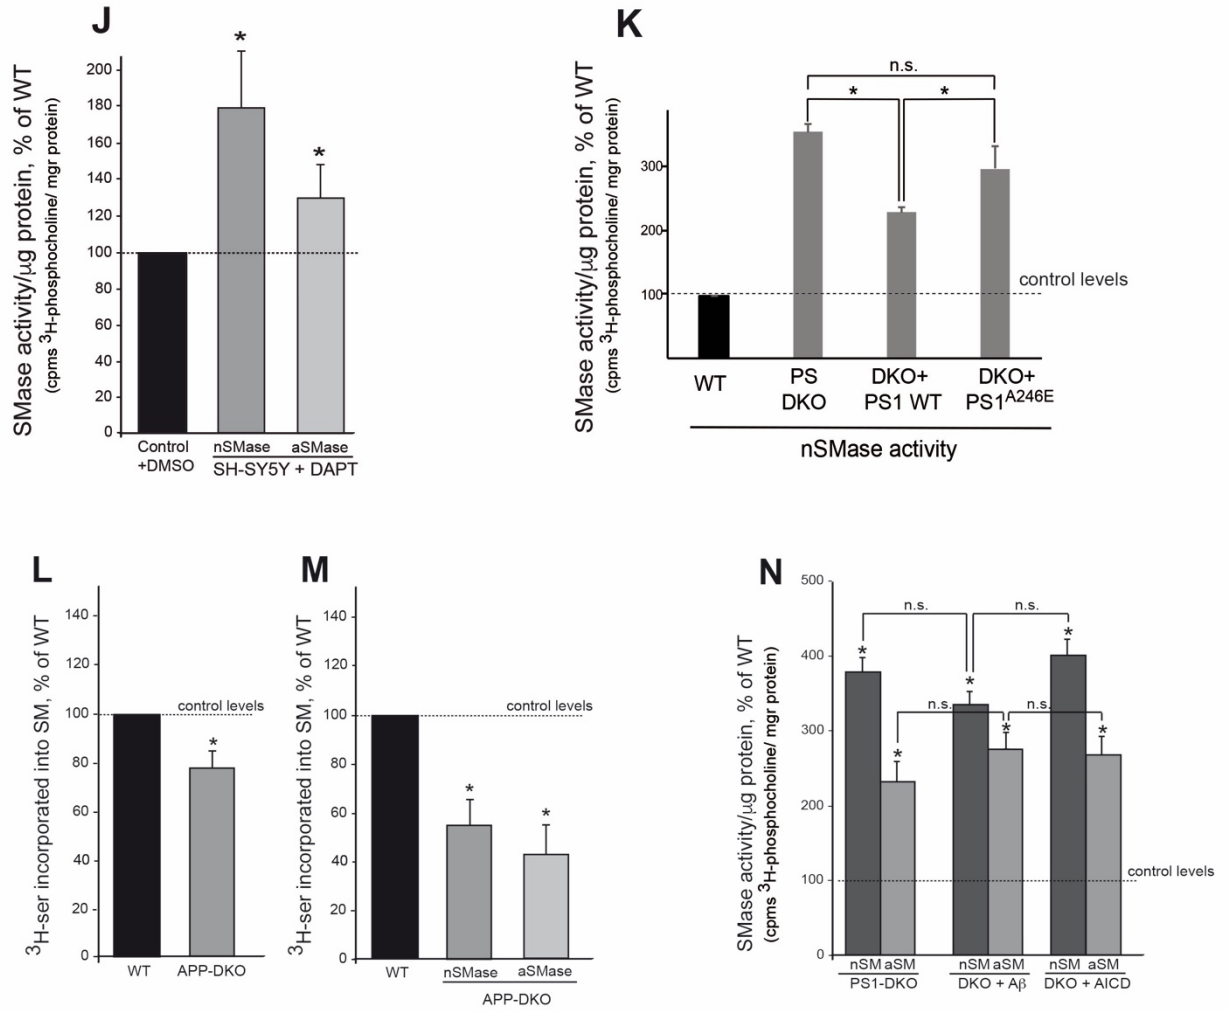 J
SMase activity/µg protein, % of WT
(cpms ³H-phosphocholine/ mgr protein)
200
180
160
140
120
100
80
60
40
20
0
*
*
Control
+DMSO
nSMase
aSMase
SH-SY5Y + DAPT
K
SMase activity/µg protein, % of WT
(cpms ³H-phosphocholine/ mgr protein)
300
200
100
n.s.
*
*
control levels
WT
PS
DKO
DKO+
PS1 WT
DKO+
PS1ᴬ²⁴⁶ᴱ
nSMase activity
L
³H-ser incorporated into SM, % of WT
140
120
100
80
60
40
20
0
control levels
*
WT
APP-DKO
M
³H-ser incorporated into SM, % of WT
140
120
100
80
60
40
20
0
control levels
*
*
WT
nSMase
aSMase
APP-DKO
N
SMase activity/µg protein, % of WT
(cpms ³H-phosphocholine/ mgr protein)
500
400
300
200
100
0
n.s.
n.s.
*
*
*
n.s.
n.s.
*
*
*
control levels
nSM aSM
PS1-DKO
nSM aSM
DKO + Aβ
nSM aSM
DKO + AICD